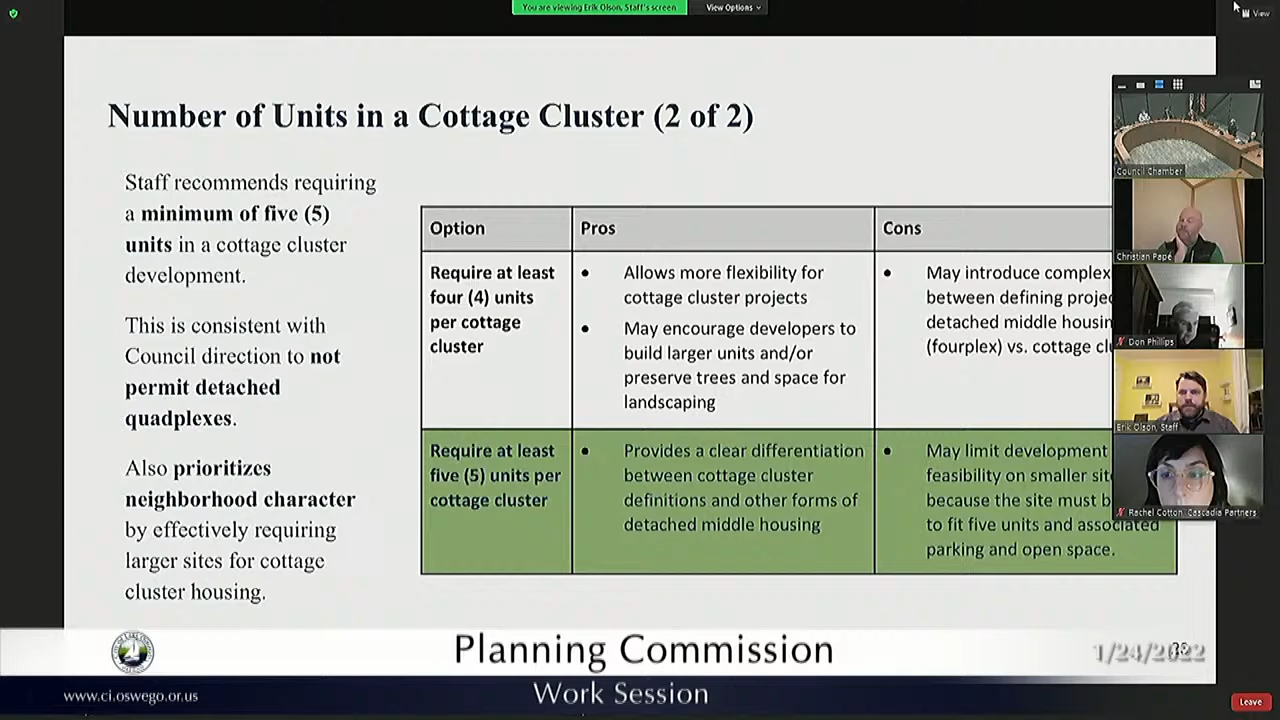 You are viewing Erik Olson, Staff's screen
View Options
View
Number of Units in a Cottage Cluster (2 of 2)
Staff recommends requiring
a minimum of five (5)
units in a cottage cluster
development.
This is consistent with
Council direction to not
permit detached
quadplexes.
Also prioritizes
neighborhood character
by effectively requiring
larger sites for cottage
cluster housing.
Option
Pros
Cons
Require at least
four (4) units
per cottage
cluster
• Allows more flexibility for
cottage cluster projects
• May encourage developers to
build larger units and/or
preserve trees and space for
landscaping
• May introduce complex
between defining projec
detached middle housin
(fourplex) vs. cottage clu
Require at least
five (5) units per
cottage cluster
• Provides a clear differentiation
between cottage cluster
definitions and other forms of
detached middle housing
• May limit development
feasibility on smaller sit
because the site must b
to fit five units and associated
parking and open space.
Council Chamber
Christian Papé
Don Phillips
Erik Olson, Staff
Rachel Cotton, Cascadia Partners
Planning Commission
1/24/2022
www.ci.oswego.or.us
Work Session
Leave